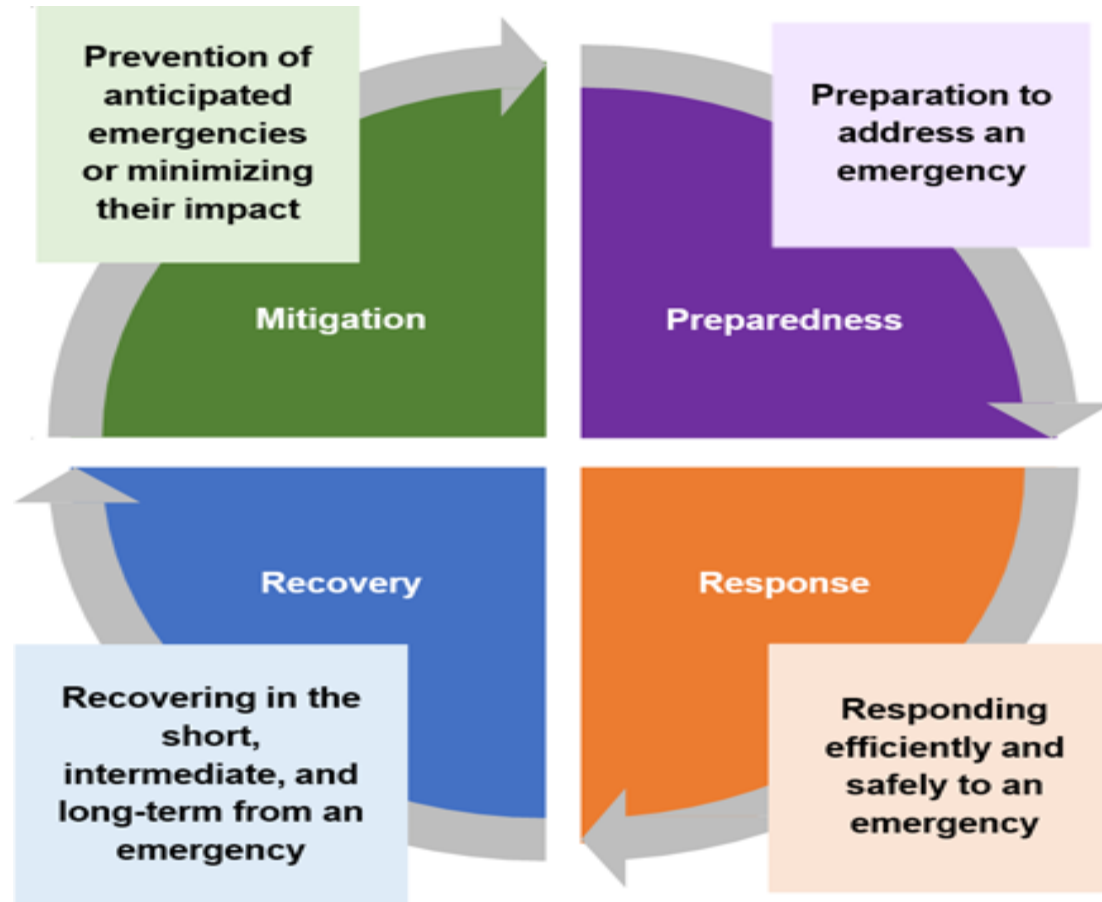 Prevention of
anticipated
emergencies
or minimizing
their impact
Mitigation
Preparation to
address an
emergency
Preparedness
Recovery
Recovering in the
short,
intermediate, and
long-term from an
emergency
Response
Responding
efficiently and
safely to an
emergency